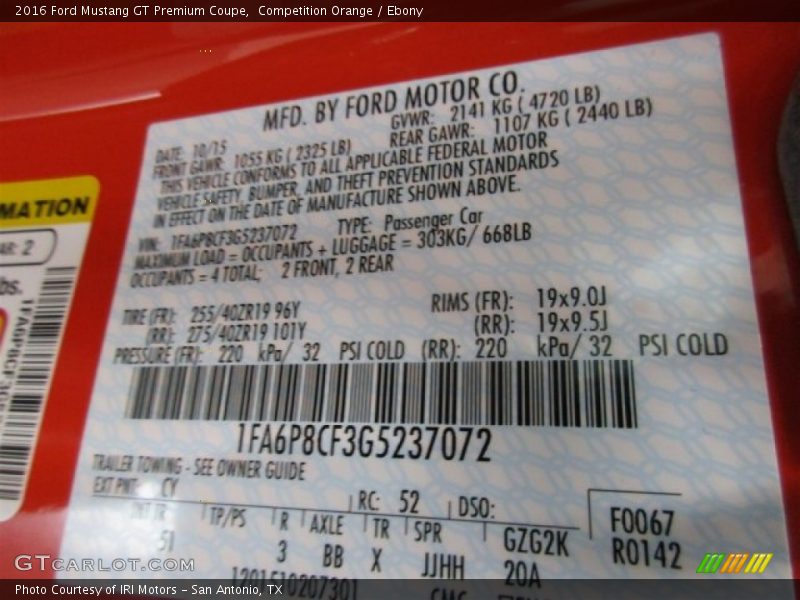 2016 Ford Mustang GT Premium Coupe,  Competition Orange / Ebony
MFD. BY FORD MOTOR CO.
DATE: 10/15 GVWR: 2141 KG ( 4720 LB)
FRONT GAWR: 1055 KG ( 2325 LB) REAR GAWR: 1107 KG ( 2440 LB)
THIS VEHICLE CONFORMS TO ALL APPLICABLE FEDERAL MOTOR
VEHICLE SAFETY, BUMPER, AND THEFT PREVENTION STANDARDS
IN EFFECT ON THE DATE OF MANUFACTURE SHOWN ABOVE.
VIN: 1FA6P8CF3G5237072 TYPE: Passenger Car
MAXIMUM LOAD = OCCUPANTS + LUGGAGE = 303KG/ 668LB
OCCUPANTS = 4 TOTAL; 2 FRONT, 2 REAR
TIRE (FR): 255/40ZR19 96Y RIMS (FR): 19x9.0J
(RR): 275/40ZR19 101Y (RR): 19x9.5J
PRESSURE (FR): 220 kPa/ 32 PSI COLD (RR): 220 kPa/ 32 PSI COLD
1FA6P8CF3G5237072
TRAILER TOWING - SEE OWNER GUIDE
EXT PNT: CY RC: 52 DSO:
INT TR TP/PS R AXLE TR SPR GZG2K F0067
5J 3 BB X JJHH 20A R0142
MATION
AR: 2
bs.
GTCarLot.com
Photo Courtesy of IRI Motors – San Antonio, TX